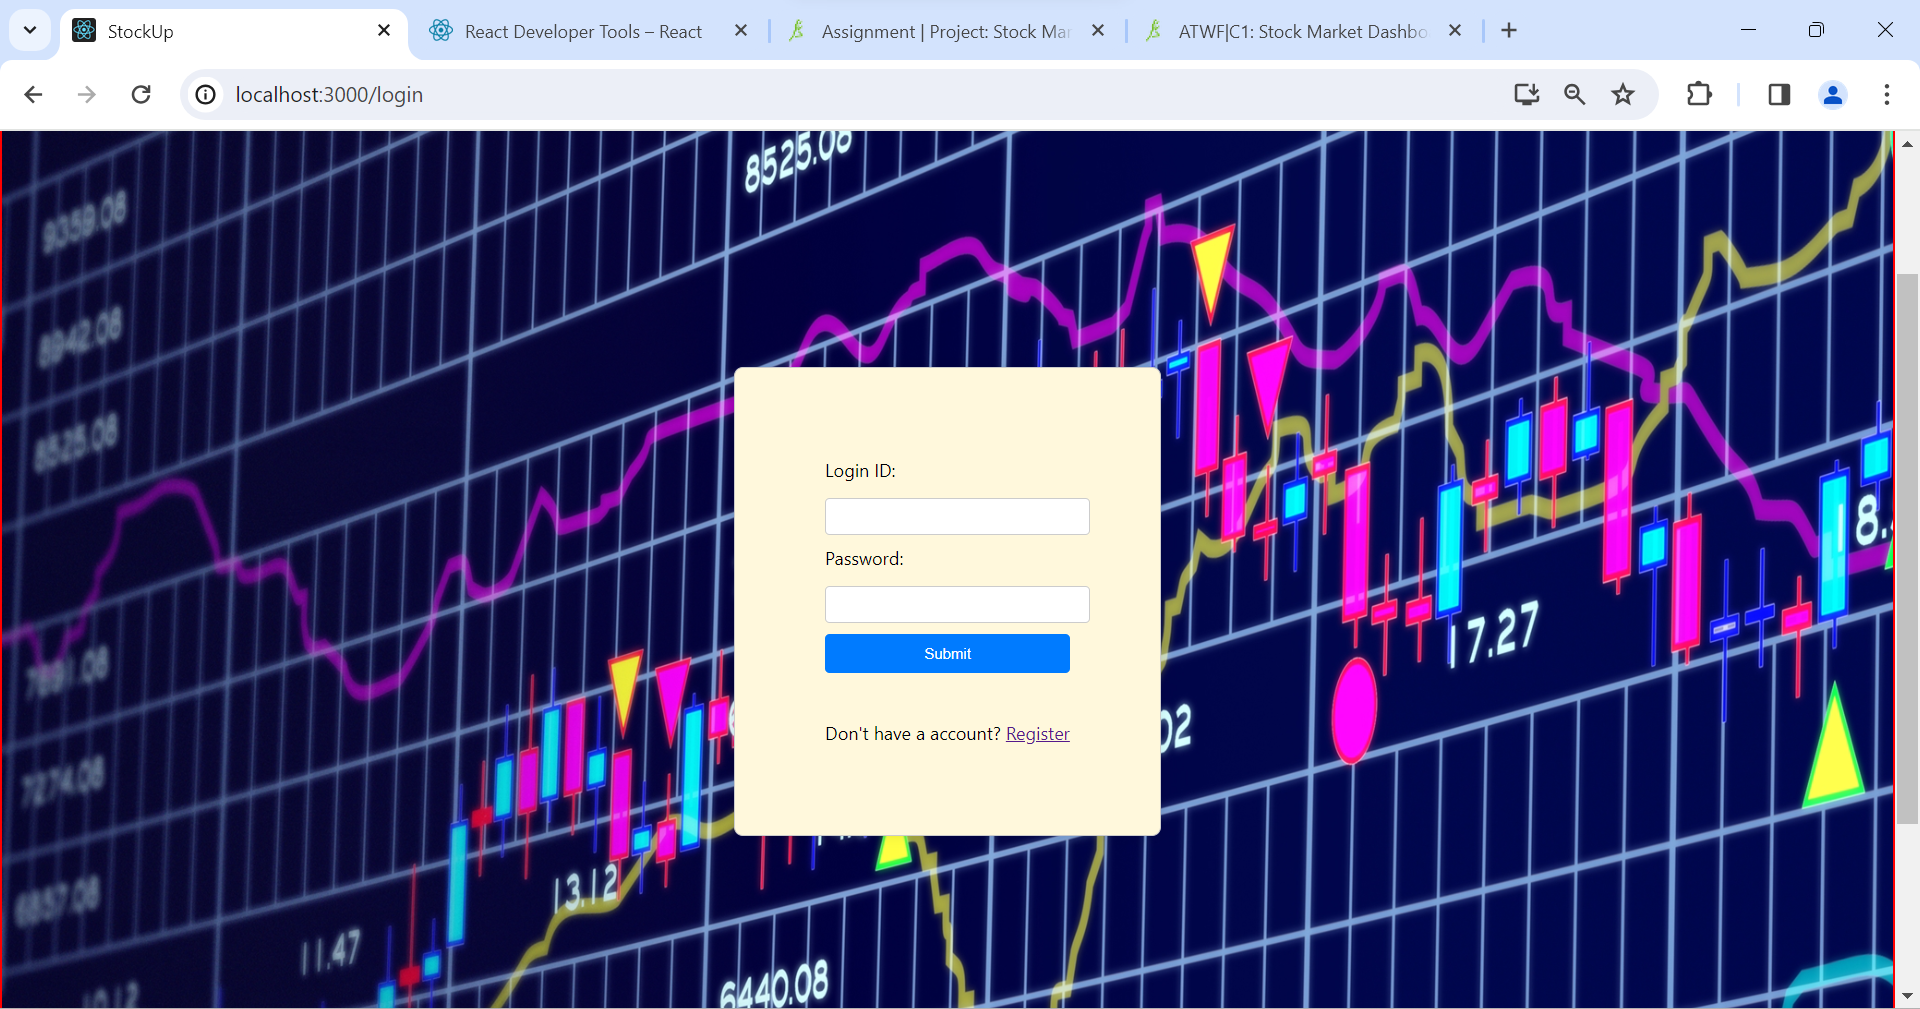 StockUp
React Developer Tools – React
Assignment | Project: Stock Mar
ATWF|C1: Stock Market Dashbo
localhost:3000/login
8525.08
9359.08
8942.08
8525.08
Login ID:
8.
Password:
17.27
Submit
7691.08
02
Don't have a account? Register
7274.08
13.12
6857.08
11.47
6440.08
10.12